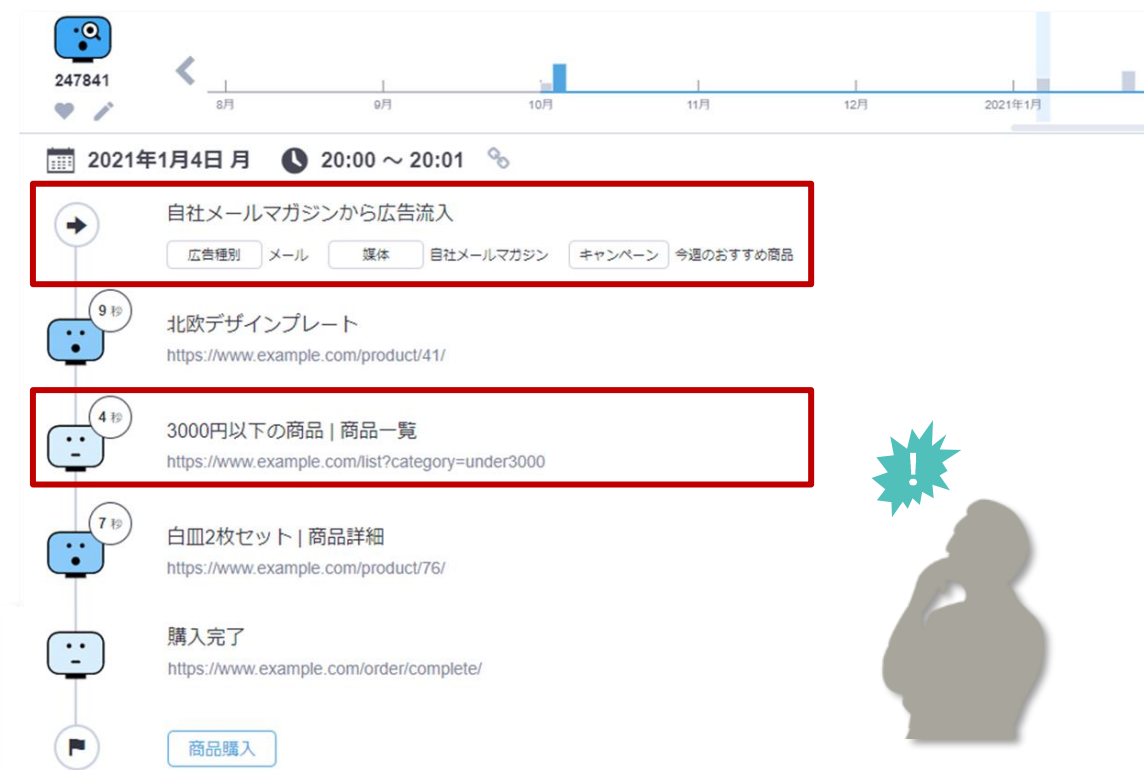 247841
8月 9月 10月 11月 12月 2021年1月
2021年1月4日 月 20:00 ～ 20:01
自社メールマガジンから広告流入
広告種別 メール 媒体 自社メールマガジン キャンペーン 今週のおすすめ商品
9 秒
北欧デザインプレート
https://www.example.com/product/41/
4 秒
3000円以下の商品 | 商品一覧
https://www.example.com/list?category=under3000
!
7 秒
白皿2枚セット | 商品詳細
https://www.example.com/product/76/
購入完了
https://www.example.com/order/complete/
商品購入